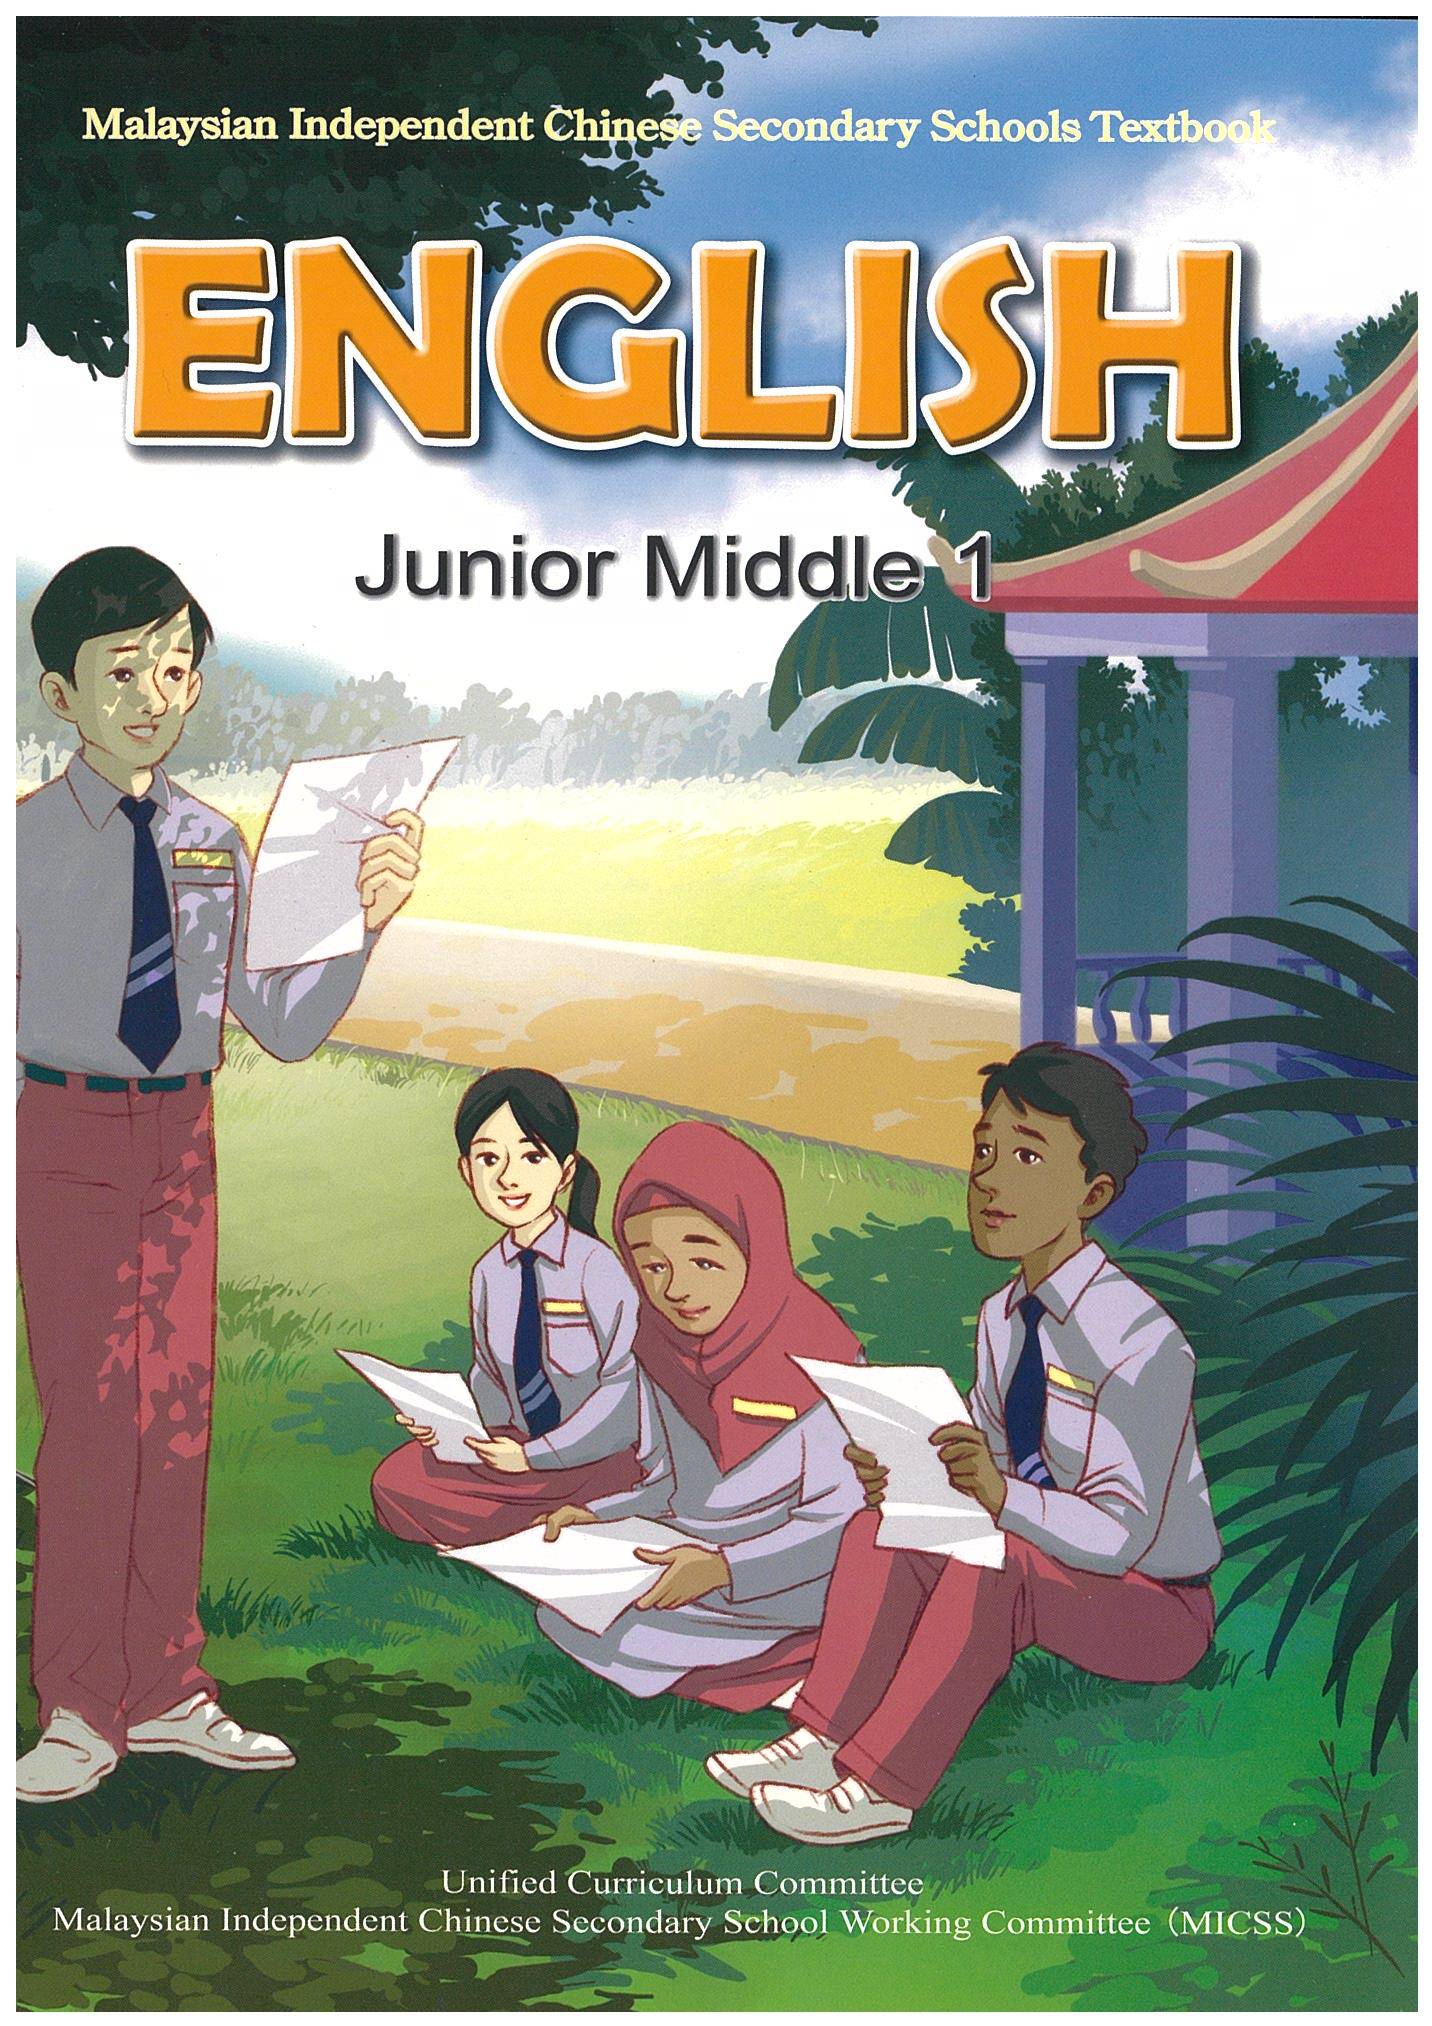 Malaysian Independent Chinese Secondary Schools Textbook
ENGLISH
Junior Middle 1
Unified Curriculum Committee
Malaysian Independent Chinese Secondary School Working Committee (MICSS)